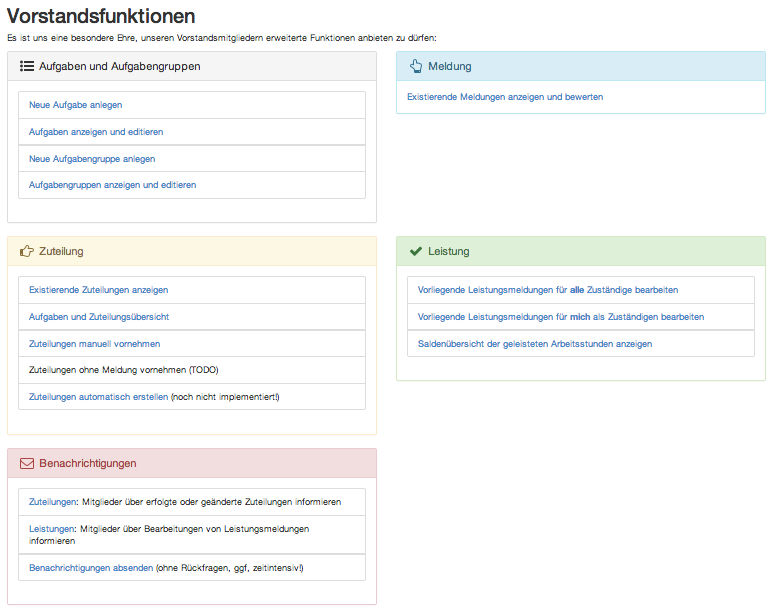 Vorstandsfunktionen
Es ist uns eine besondere Ehre, unseren Vorstandsmitgliedern erweiterte Funktionen anbieten zu dürfen:
Aufgaben und Aufgabengruppen
Neue Aufgabe anlegen
Aufgaben anzeigen und editieren
Neue Aufgabengruppe anlegen
Aufgabengruppen anzeigen und editieren
Meldung
Existierende Meldungen anzeigen und bewerten
Zuteilung
Existierende Zuteilungen anzeigen
Aufgaben und Zuteilungsübersicht
Zuteilungen manuell vornehmen
Zuteilungen ohne Meldung vornehmen (TODO)
Zuteilungen automatisch erstellen (noch nicht implementiert!)
Leistung
Vorliegende Leistungsmeldungen für alle Zuständige bearbeiten
Vorliegende Leistungsmeldungen für mich als Zuständigen bearbeiten
Saldenübersicht der geleisteten Arbeitsstunden anzeigen
Benachrichtigungen
Zuteilungen: Mitglieder über erfolgte oder geänderte Zuteilungen informieren
Leistungen: Mitglieder über Bearbeitungen von Leistungsmeldungen
informieren
Benachrichtigungen absenden (ohne Rückfragen, ggf, zeitintensiv!)